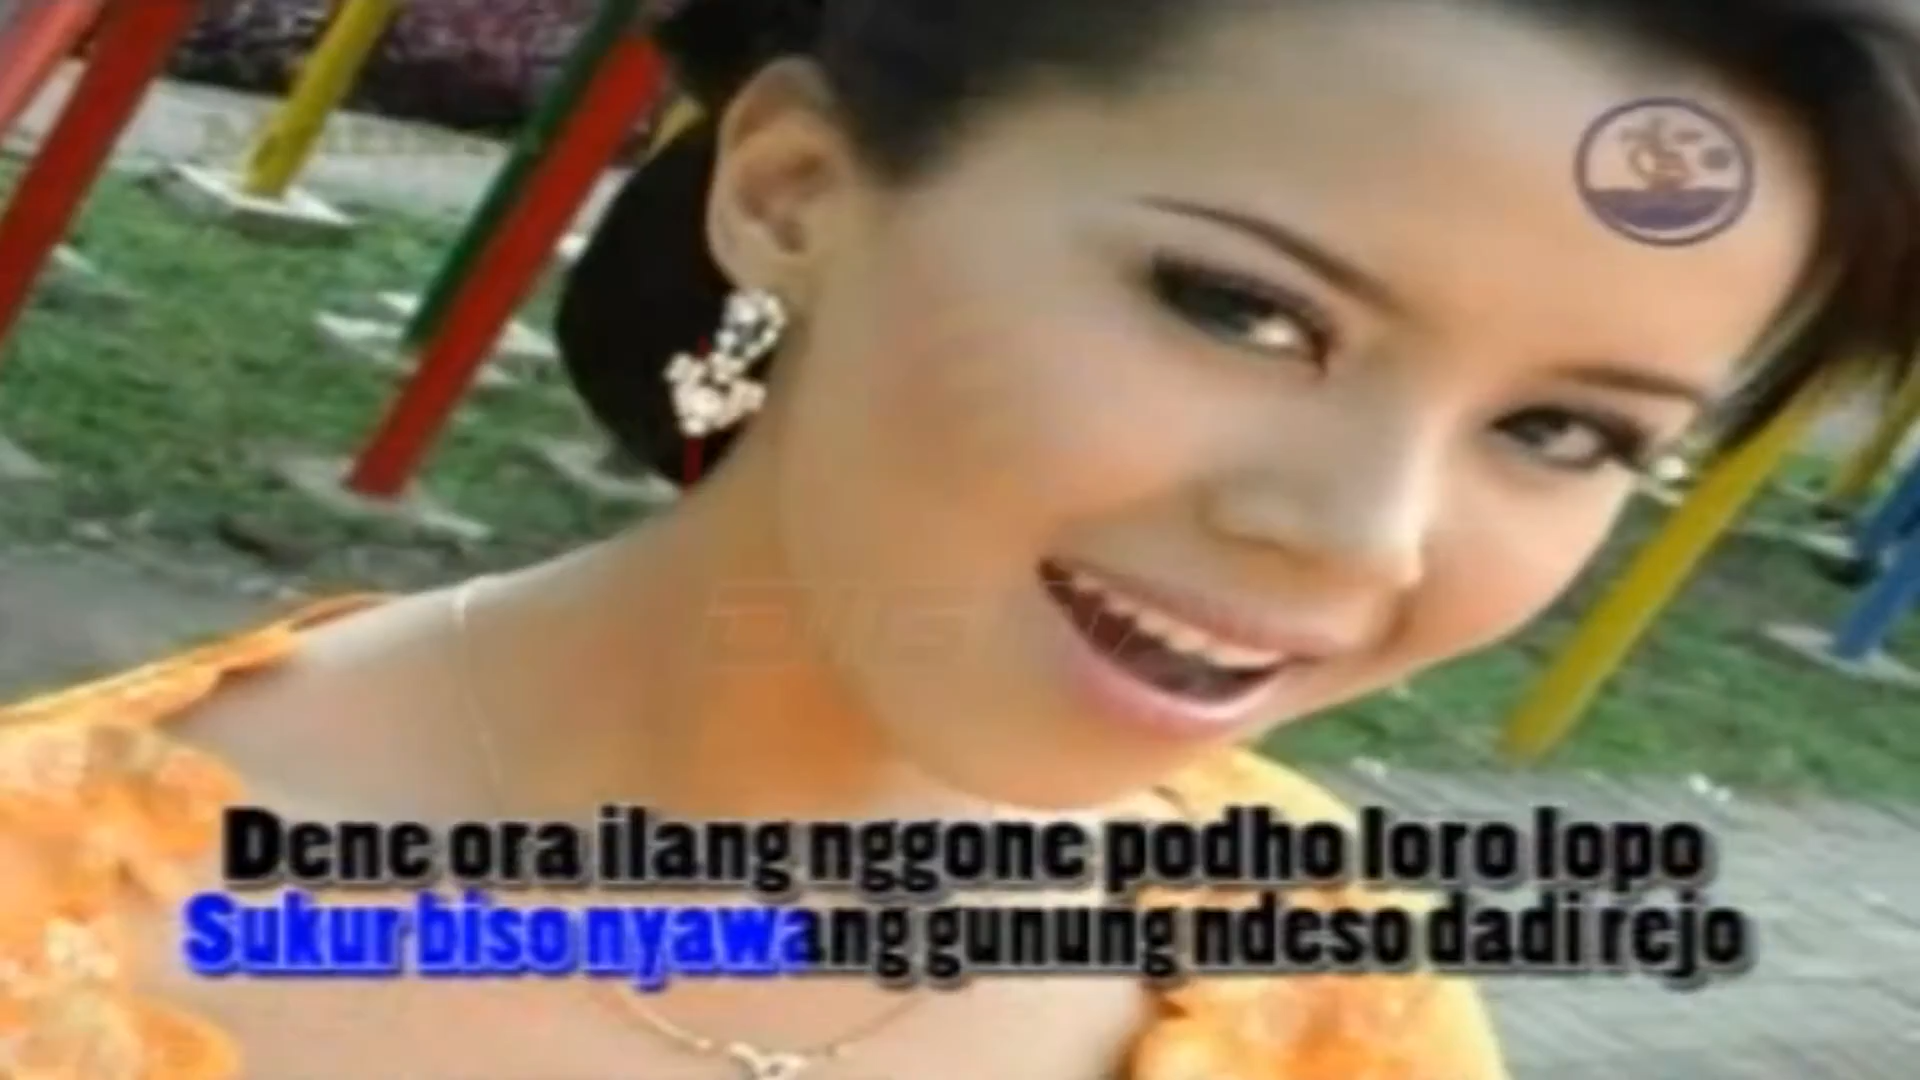 Dene ora ilang nggone podho loro lopo
Sukur biso nyawang gunung ndeso dadi rejo